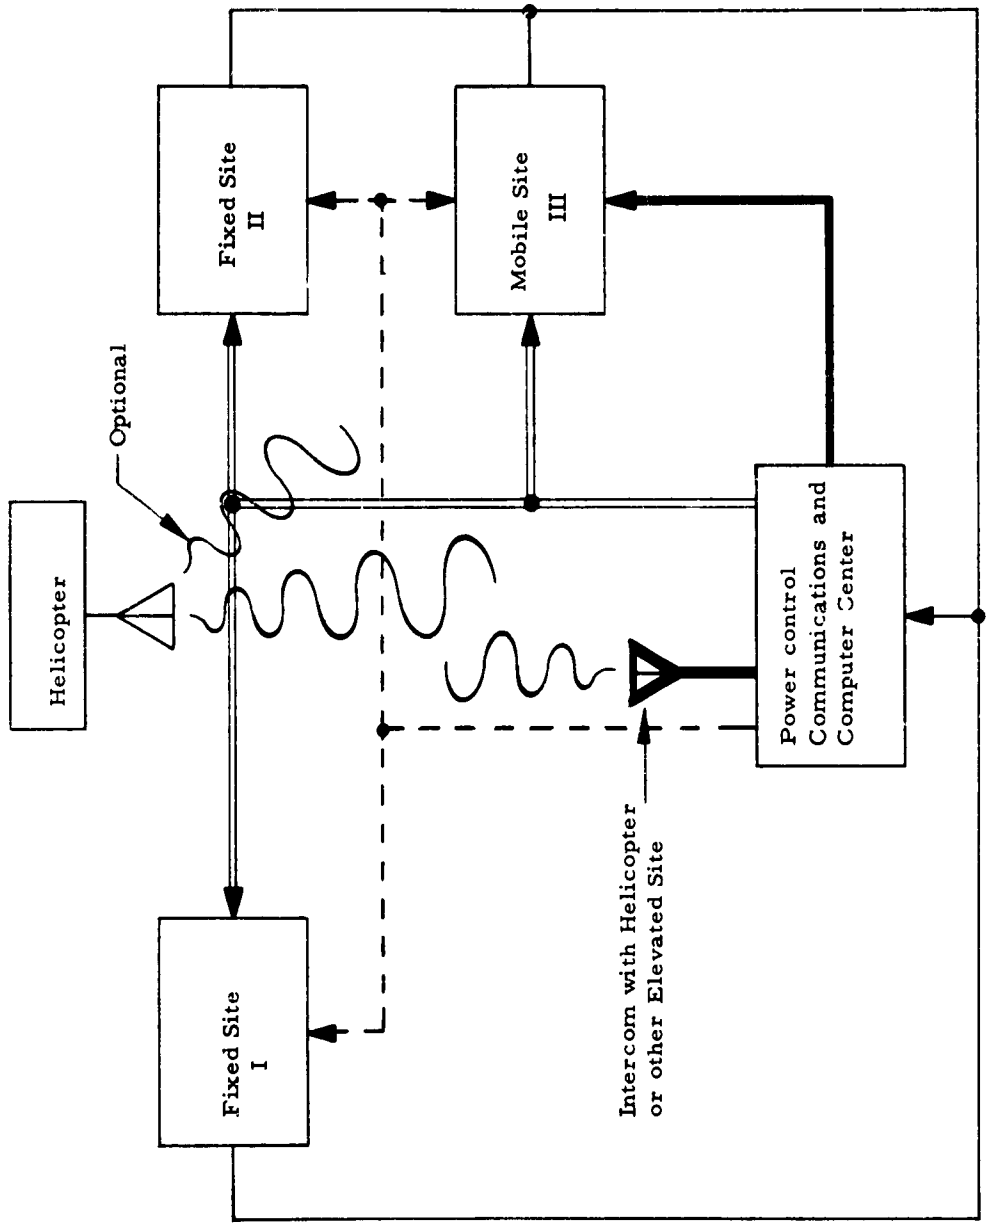 Helicopter
Optional
Fixed Site
I
Fixed Site
II
Mobile Site
III
Intercom with Helicopter
or other Elevated Site
Power control
Communications and
Computer Center